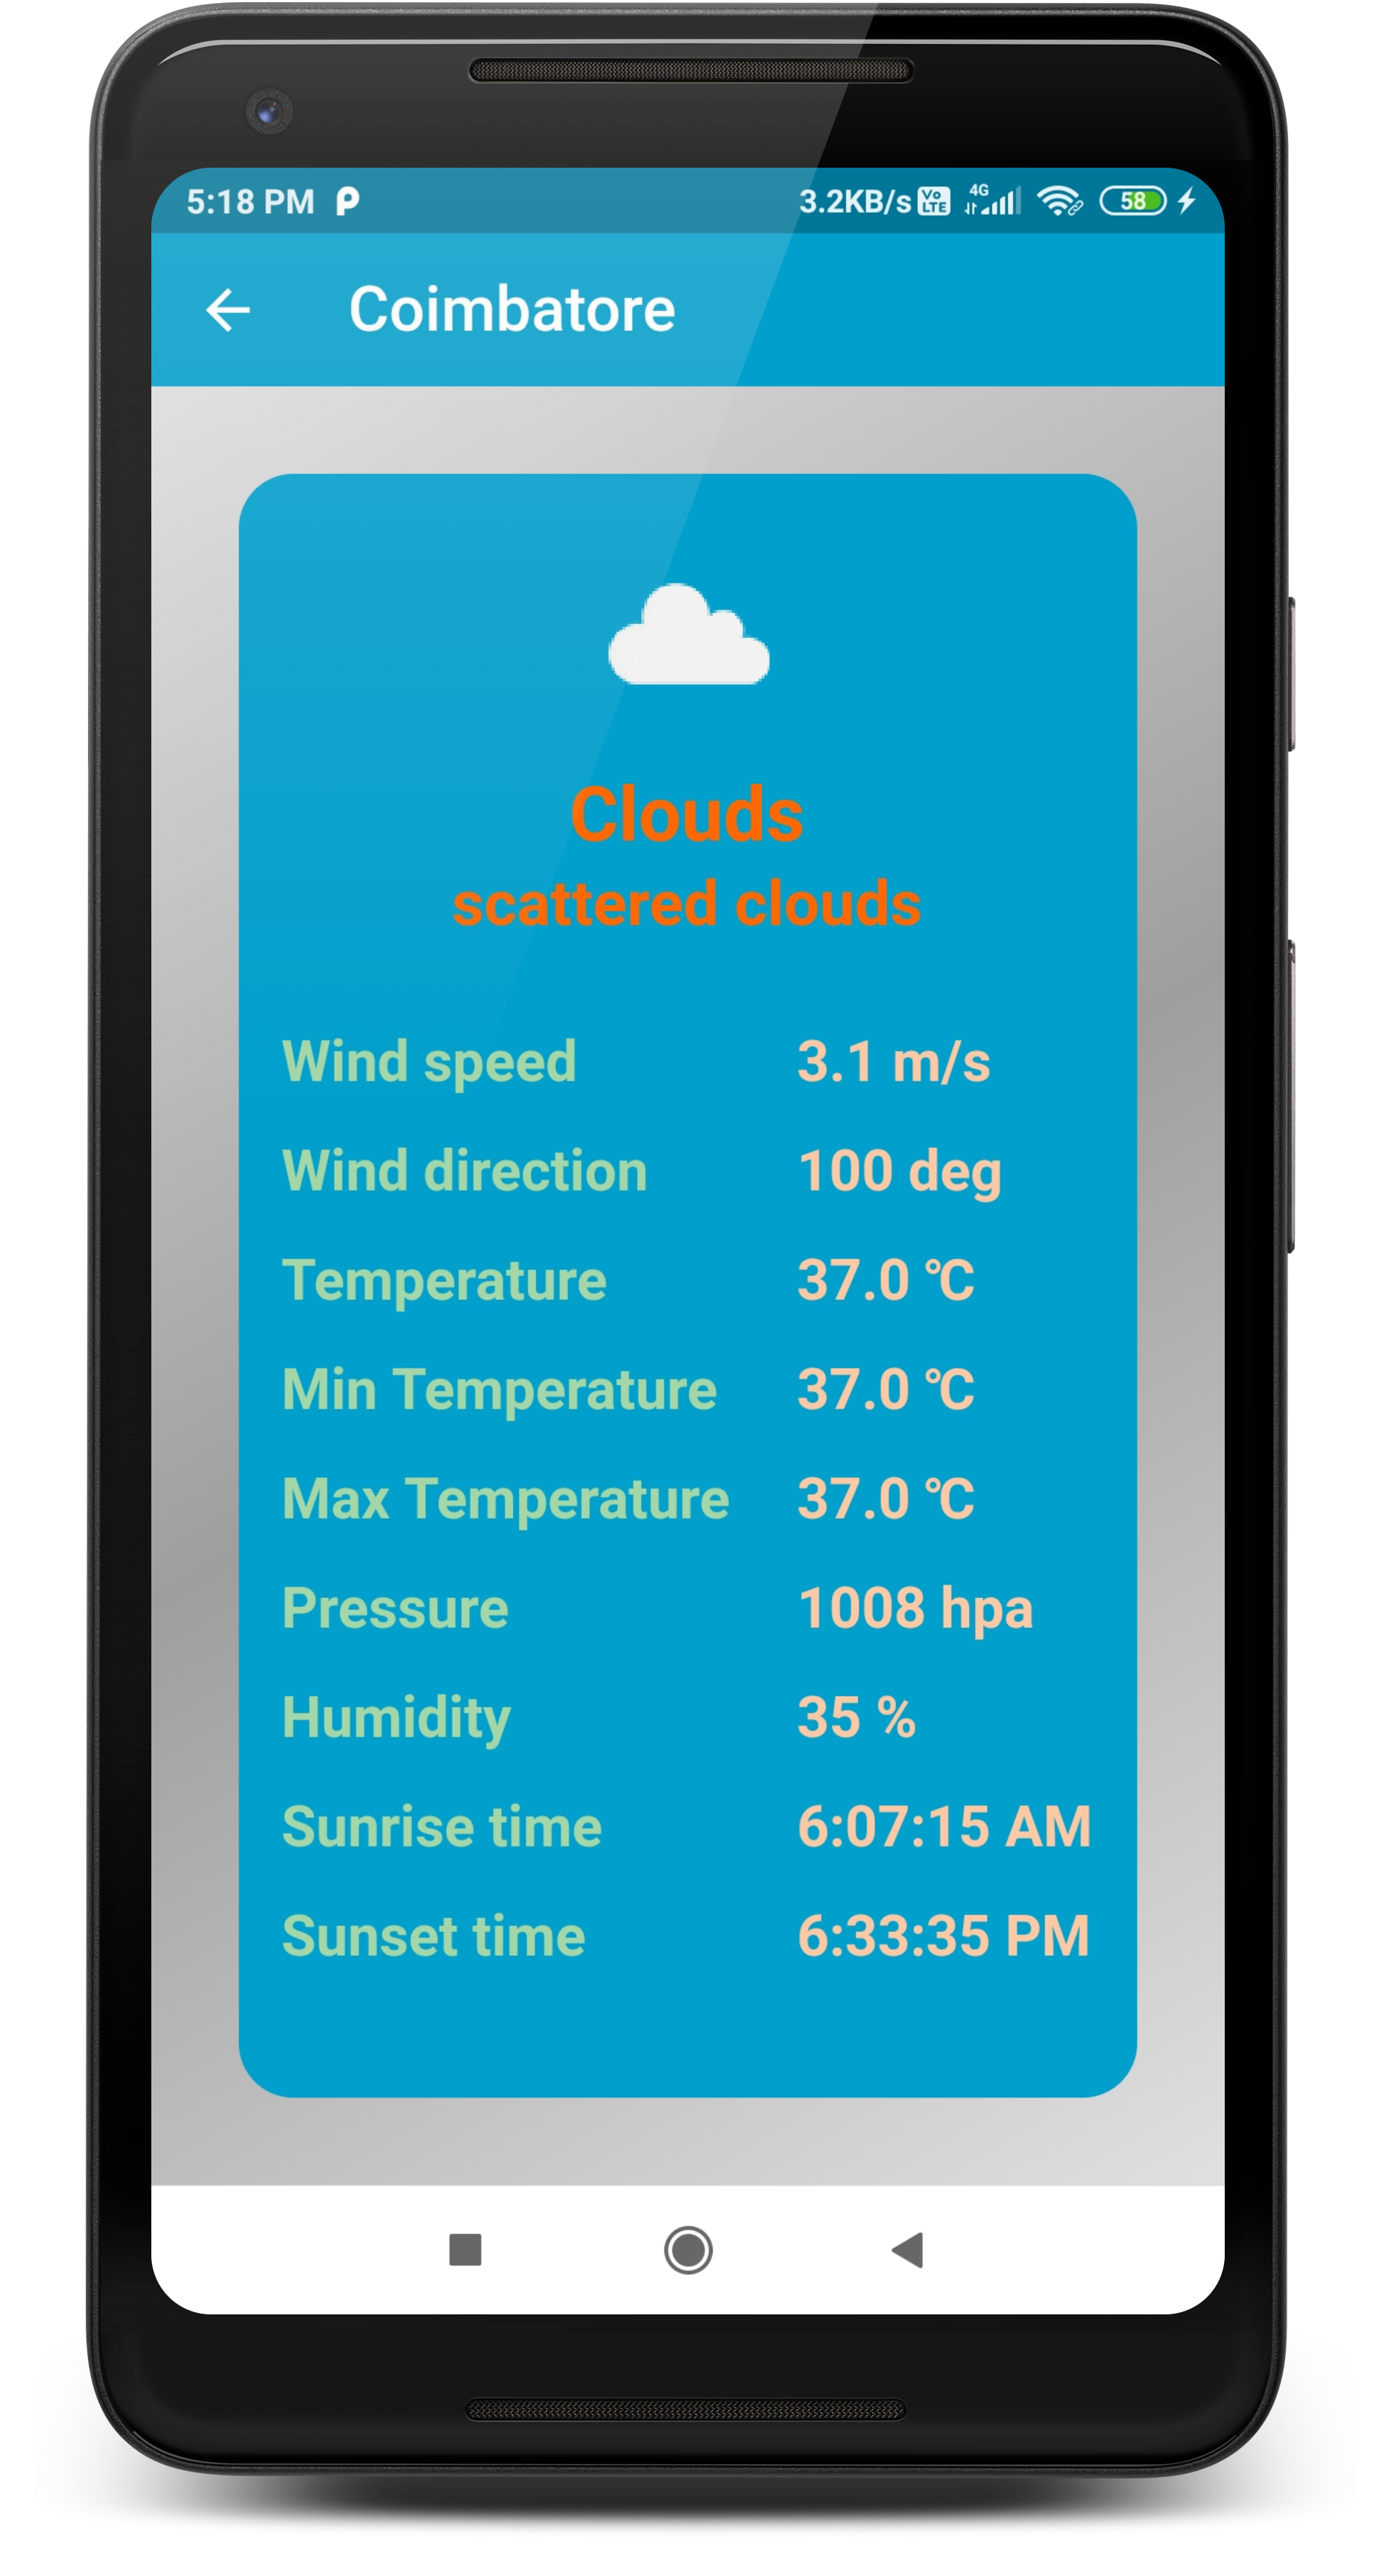 5:18 PM 3.2KB/s Vo LTE 4G 58
Coimbatore
Clouds
scattered clouds
Wind speed 3.1 m/s
Wind direction 100 deg
Temperature 37.0 °C
Min Temperature 37.0 °C
Max Temperature 37.0 °C
Pressure 1008 hpa
Humidity 35 %
Sunrise time 6:07:15 AM
Sunset time 6:33:35 PM